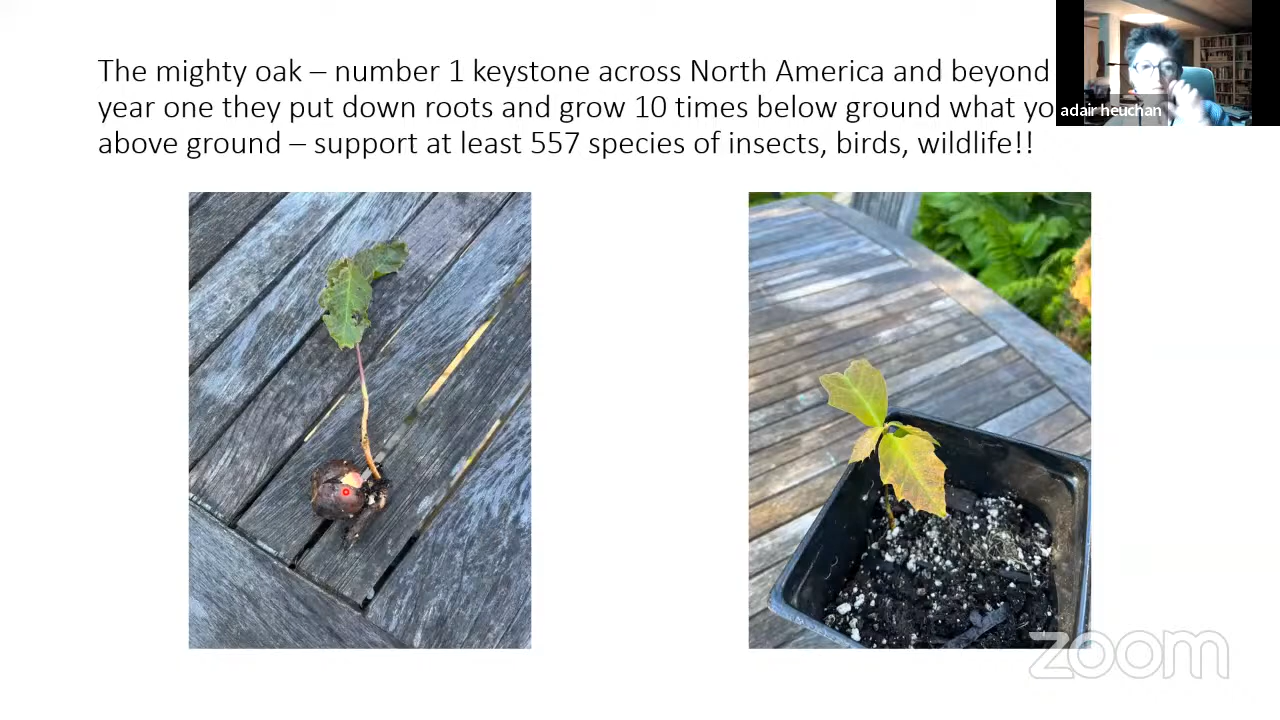 The mighty oak – number 1 keystone across North America and beyond
year one they put down roots and grow 10 times below ground what
above ground – support at least 557 species of insects, birds, wildlife!!
adair heuchan
zoom